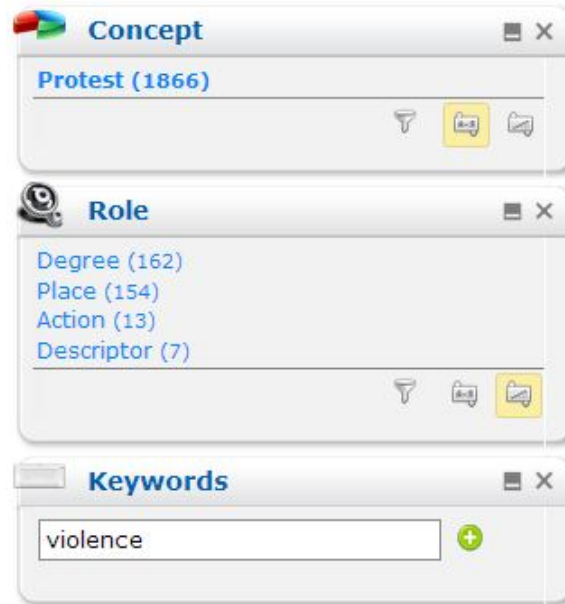 Concept
Protest (1866)
Role
Degree (162)
Place (154)
Action (13)
Descriptor (7)
Keywords
violence